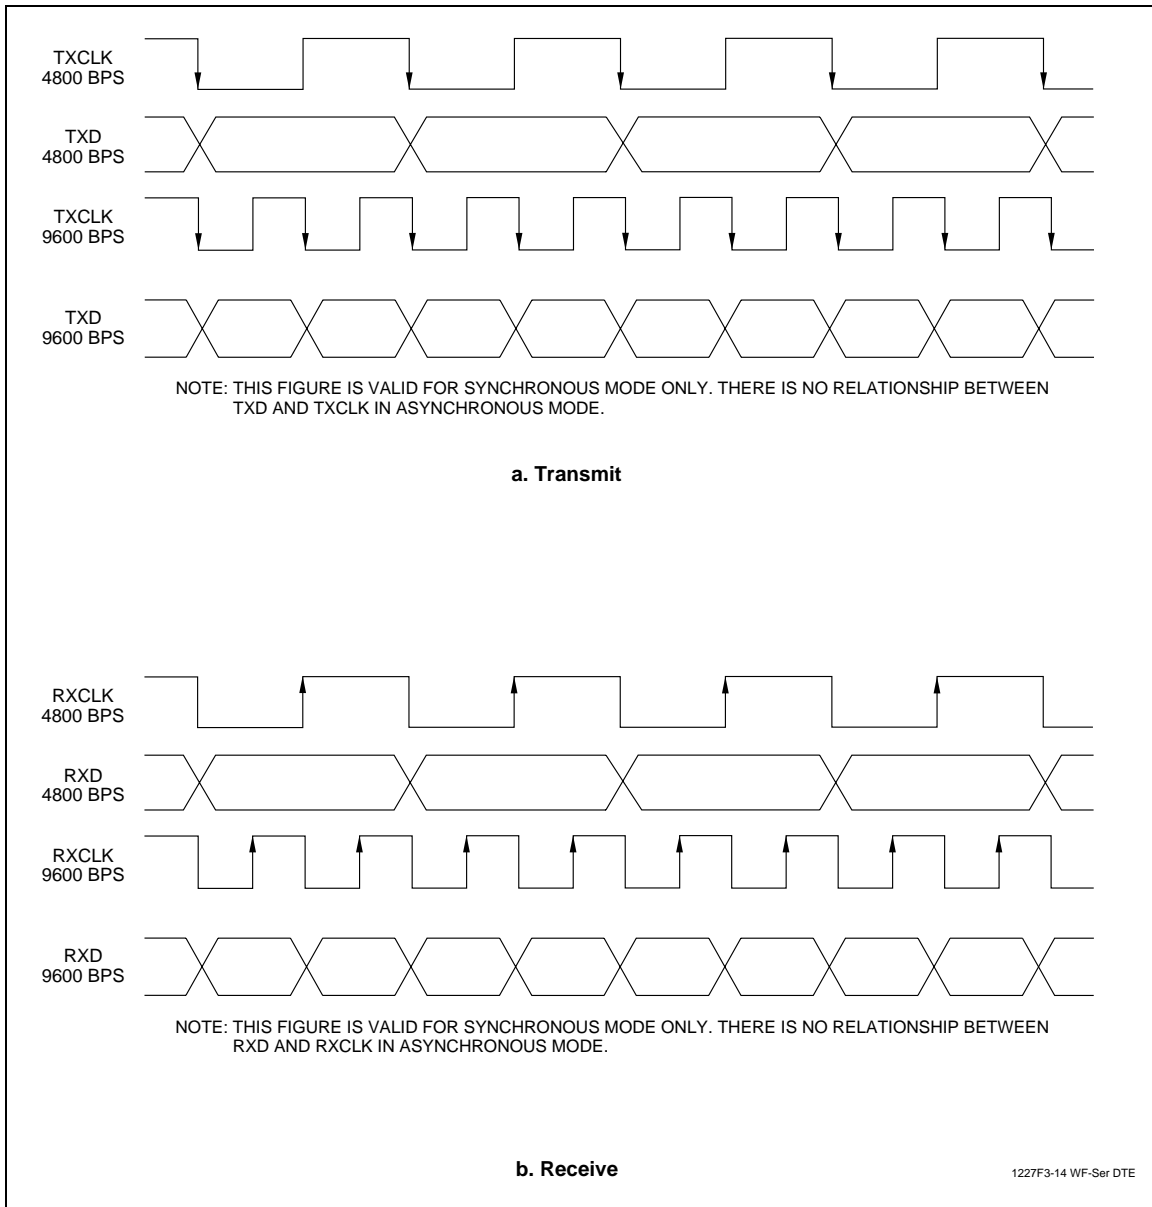 TXCLK
4800 BPS
TXD
4800 BPS
TXCLK
9600 BPS
TXD
9600 BPS
NOTE: THIS FIGURE IS VALID FOR SYNCHRONOUS MODE ONLY. THERE IS NO RELATIONSHIP BETWEEN
TXD AND TXCLK IN ASYNCHRONOUS MODE.
a. Transmit
RXCLK
4800 BPS
RXD
4800 BPS
RXCLK
9600 BPS
RXD
9600 BPS
NOTE: THIS FIGURE IS VALID FOR SYNCHRONOUS MODE ONLY. THERE IS NO RELATIONSHIP BETWEEN
RXD AND RXCLK IN ASYNCHRONOUS MODE.
b. Receive
1227F3-14 WF-Ser DTE